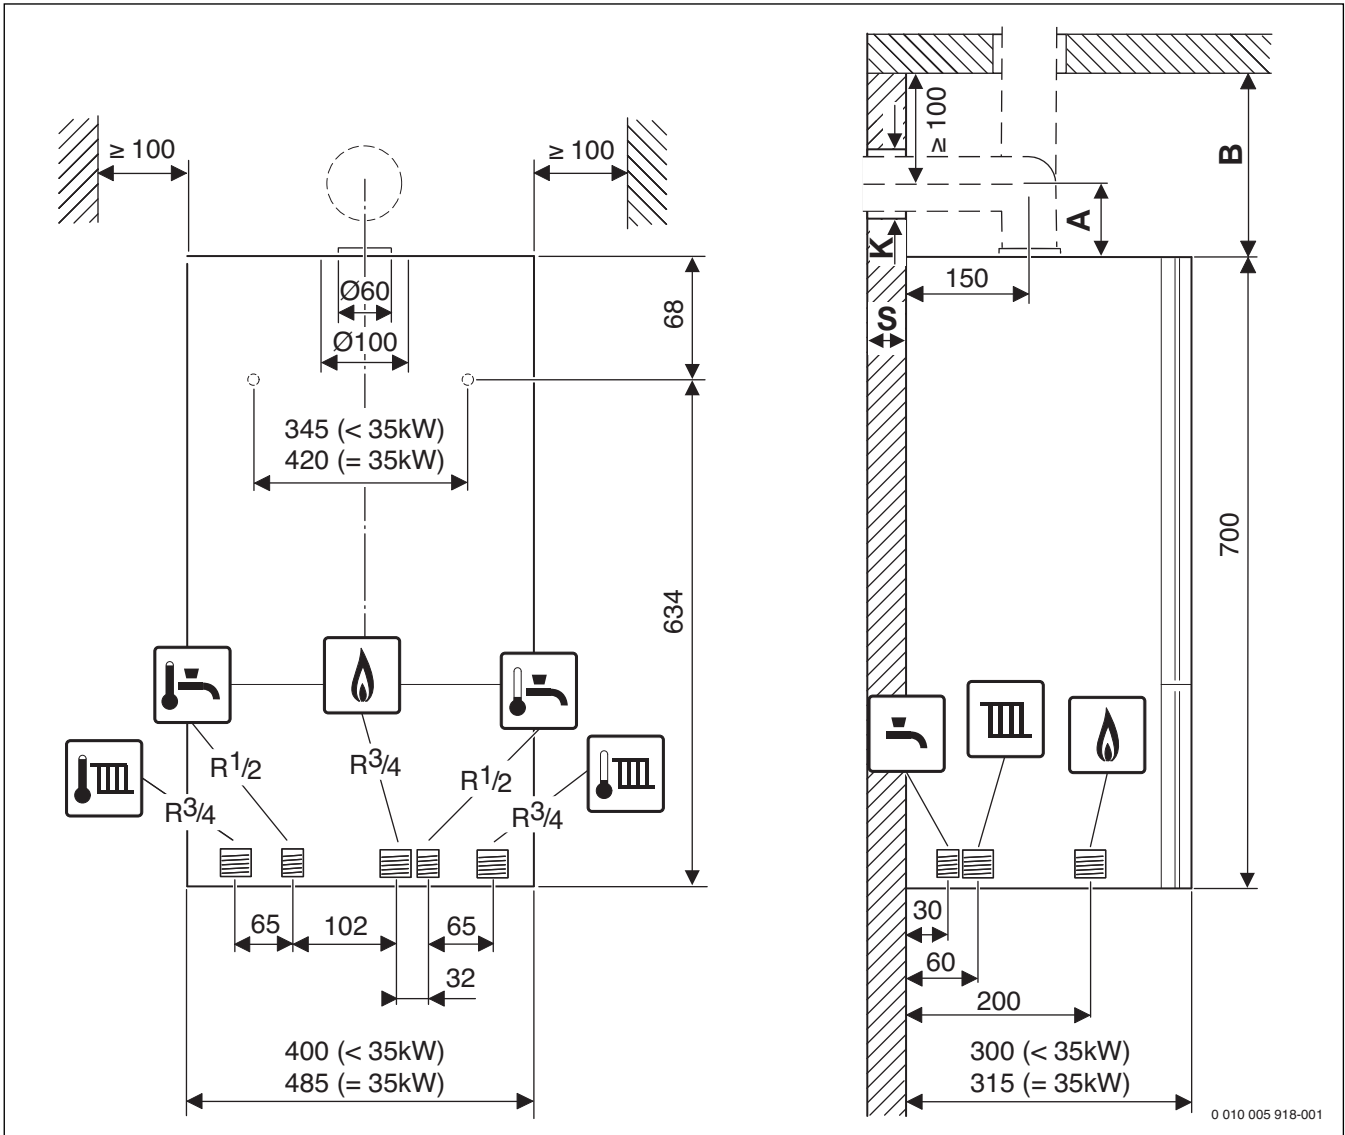 ≥ 100
≥ 100
Ø60
Ø100
68
345 (< 35kW)
420 (= 35kW)
634
R1/2
R3/4
R1/2
R3/4
R3/4
65
102
65
32
400 (< 35kW)
485 (= 35kW)
≥ 100
B
A
K
150
S
700
30
60
200
300 (< 35kW)
315 (= 35kW)
0 010 005 918-001